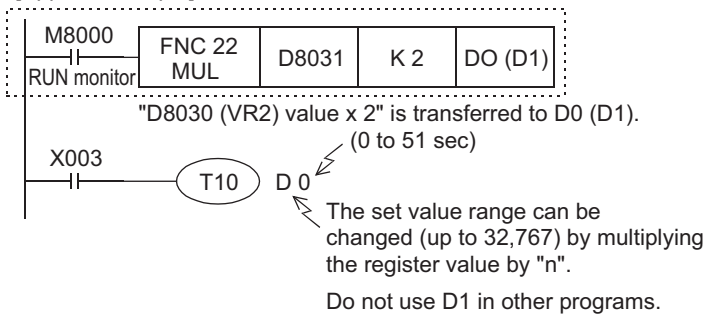 M8000
RUN monitor
FNC 22
MUL
D8031
K 2
DO (D1)
"D8030 (VR2) value x 2" is transferred to D0 (D1).
(0 to 51 sec)
X003
T10
D 0
The set value range can be
changed (up to 32,767) by multiplying
the register value by "n".
Do not use D1 in other programs.